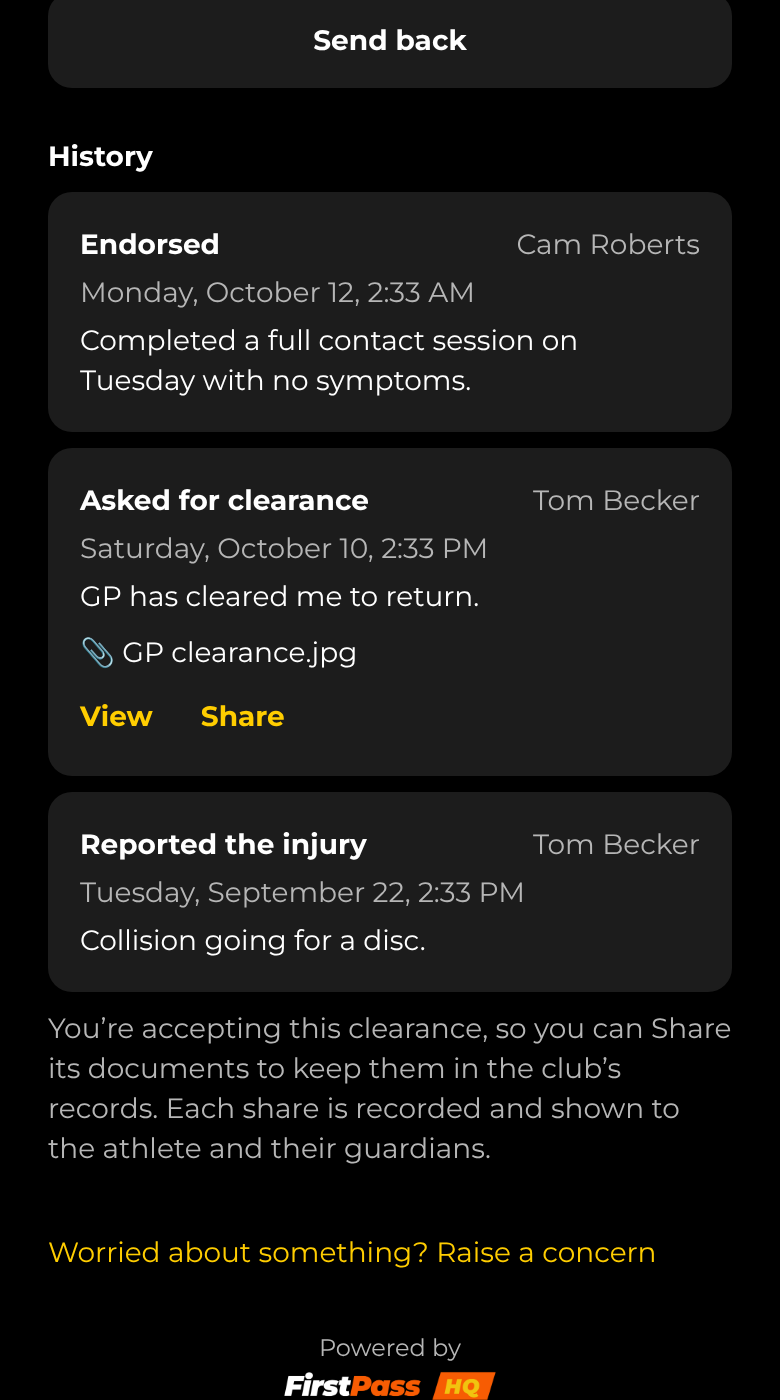 Send back
History
Endorsed
Cam Roberts
Monday, October 12, 2:33 AM
Completed a full contact session on
Tuesday with no symptoms.
Asked for clearance
Tom Becker
Saturday, October 10, 2:33 PM
GP has cleared me to return.
GP clearance.jpg
View
Share
Reported the injury
Tom Becker
Tuesday, September 22, 2:33 PM
Collision going for a disc.
You’re accepting this clearance, so you can Share
its documents to keep them in the club’s
records. Each share is recorded and shown to
the athlete and their guardians.
Worried about something? Raise a concern
Powered by
FirstPass HQ